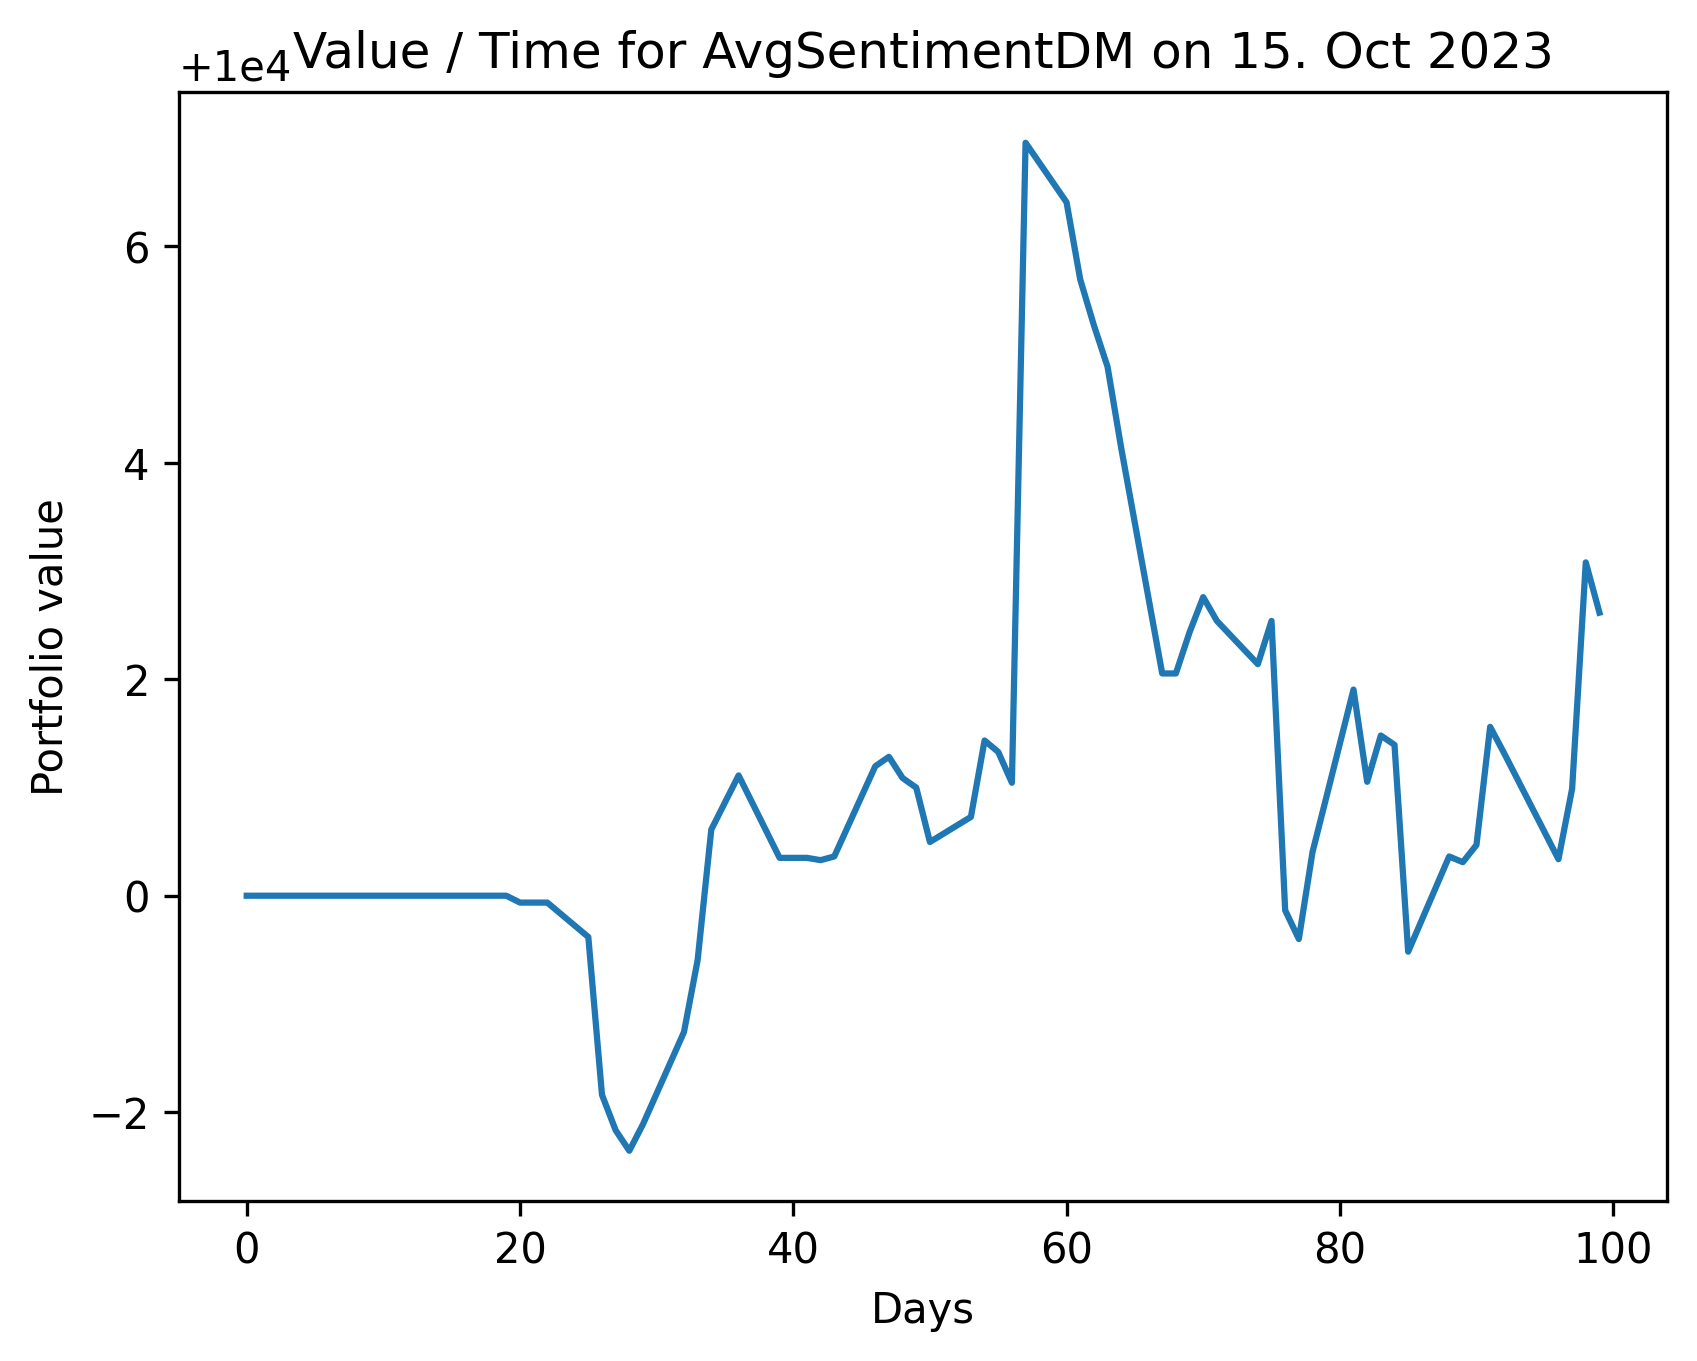 Value / Time for AvgSentimentDM on 15. Oct 2023
+1e4
6
4
2
0
−2
Portfolio value
0 20 40 60 80 100
Days